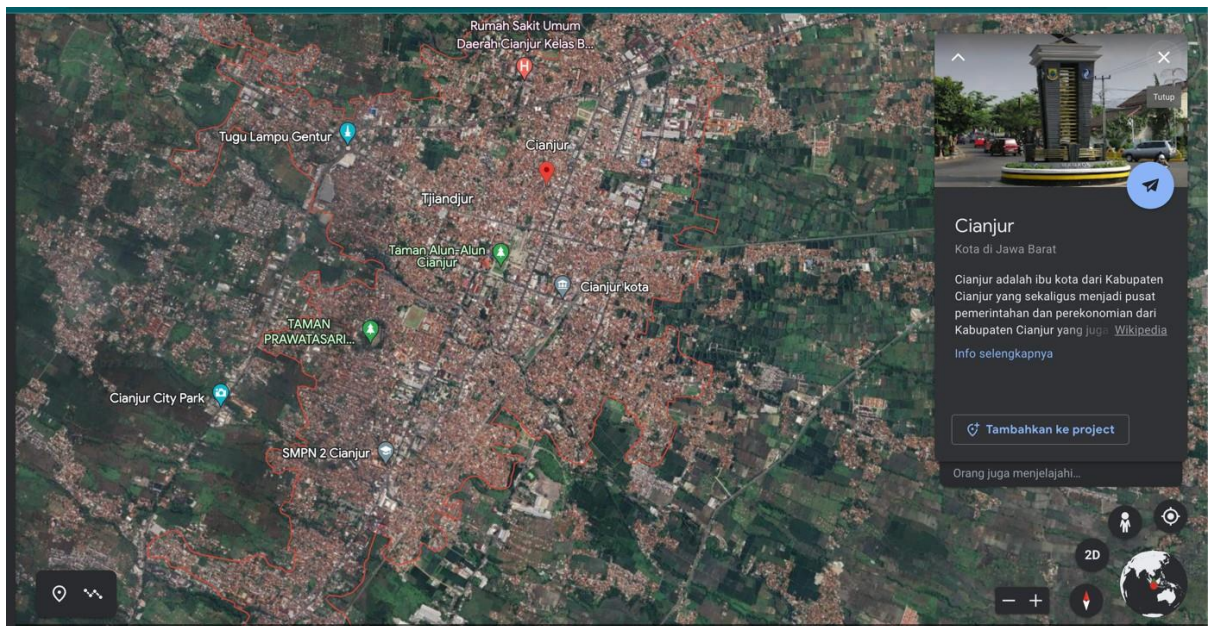 Rumah Sakit Umum
Daerah Cianjur Kelas B...
Tugu Lampu Gentur
Cianjur
Tjiandjur
Taman Alun-Alun
Cianjur
Cianjur kota
TAMAN
PRAWATASARI...
Cianjur City Park
SMPN 2 Cianjur
Tutup
Cianjur
Kota di Jawa Barat
Cianjur adalah ibu kota dari Kabupaten
Cianjur yang sekaligus menjadi pusat
pemerintahan dan perekonomian dari
Kabupaten Cianjur yang juga Wikipedia
Info selengkapnya
Tambahkan ke project
Orang juga menjelajahi...
2D